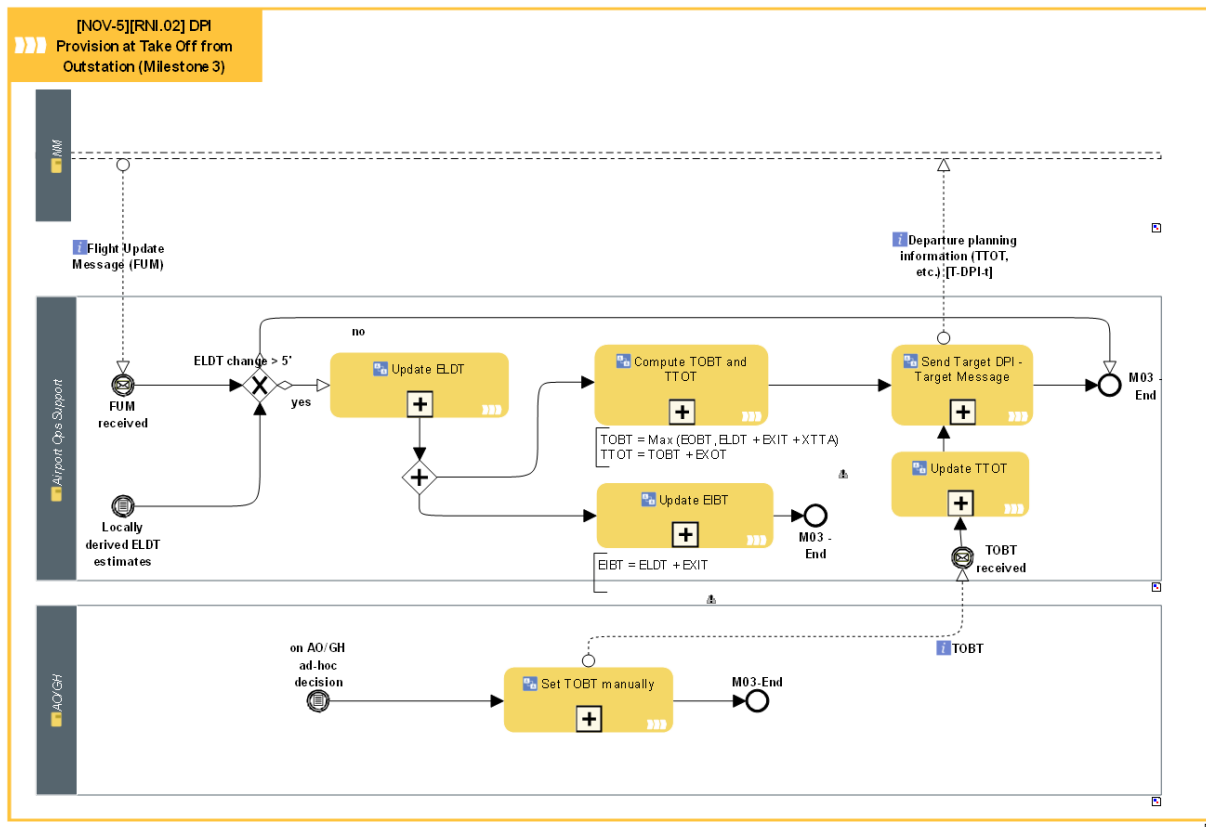 [NOV-5][RNI.02] DPI
Provision at Take Off from
Outstation (Milestone 3)
NM
Flight Update
Message (FUM)
Departure planning
information (TTOT,
etc.) [T-DPI-t]
Airport Ops Support
no
ELDT change > 5'
yes
FUM
received
Locally
derived ELDT
estimates
Update ELDT
Compute TOBT and
TTOT
TOBT = Max (EOBT, ELDT + EXIT + XTTA)
TTOT = TOBT + EXOT
Send Target DPI -
Target Message
M03 -
End
Update TTOT
Update EIBT
M03 -
End
EIBT = ELDT + EXIT
TOBT
received
AO/GH
on AO/GH
ad-hoc
decision
Set TOBT manually
M03-End
TOBT